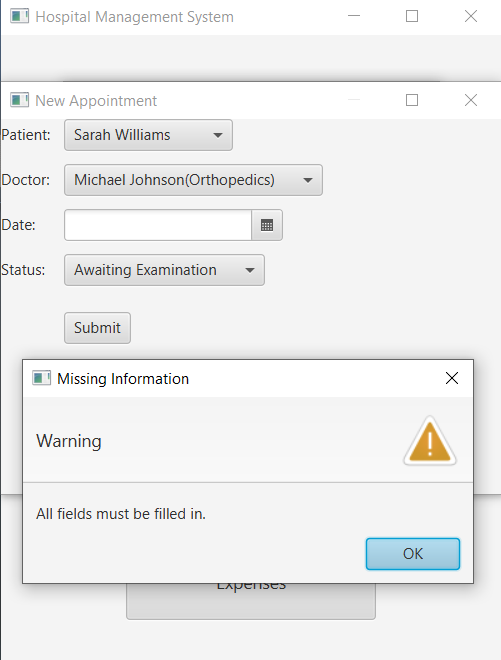 Hospital Management System
New Appointment
Patient: Sarah Williams
Doctor: Michael Johnson(Orthopedics)
Date:
Status: Awaiting Examination
Submit
Missing Information
Warning
All fields must be filled in.
OK
Expenses